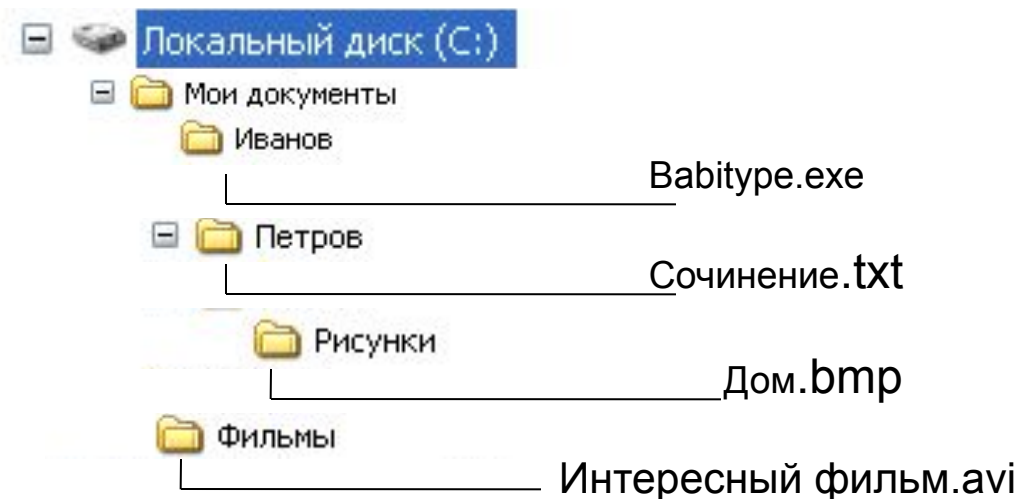 Локальный диск (C:)
Мои документы
Иванов
Babitype.exe
Петров
Сочинение.txt
Рисунки
Дом.bmp
Фильмы
Интересный фильм.avi